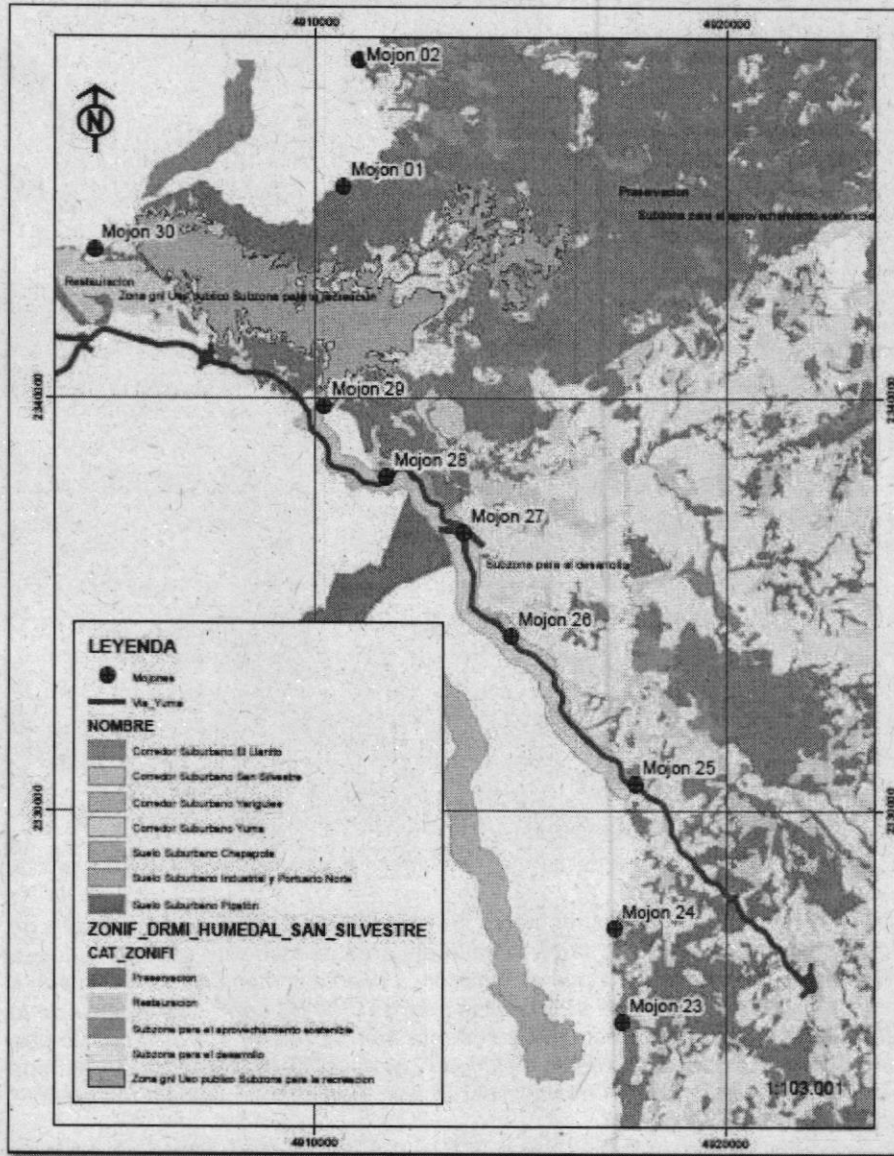 4910000 4920000
Mojon 02
N
Mojon 01
Preservacion
Subzona para el aprovechamiento sostenible
Mojon 30
Restauracion
Zona gnl Uso publico Subzona para la recreacion
2340000 2340000
Mojon 29
Mojon 28
Mojon 27
Subzona para el desarrollo
Mojon 26
LEYENDA
Mojones
Via_Yuma
NOMBRE
Corredor Suburbano El Llanito
Corredor Suburbano San Silvestre
Corredor Suburbano Yariguies
Corredor Suburbano Yuma
Suelo Suburbano Chapapote
Suelo Suburbano Industrial y Portuario Norte
Suelo Suburbano Pipatón
ZONIF_DRMI_HUMEDAL_SAN_SILVESTRE
CAT_ZONIFI
Preservacion
Restauracion
Subzona para el aprovechamiento sostenible
Subzona para el desarrollo
Zona gnl Uso publico Subzona para la recreacion
Mojon 25
2330000 2330000
Mojon 24
Mojon 23
1:103.001
4910000 4920000